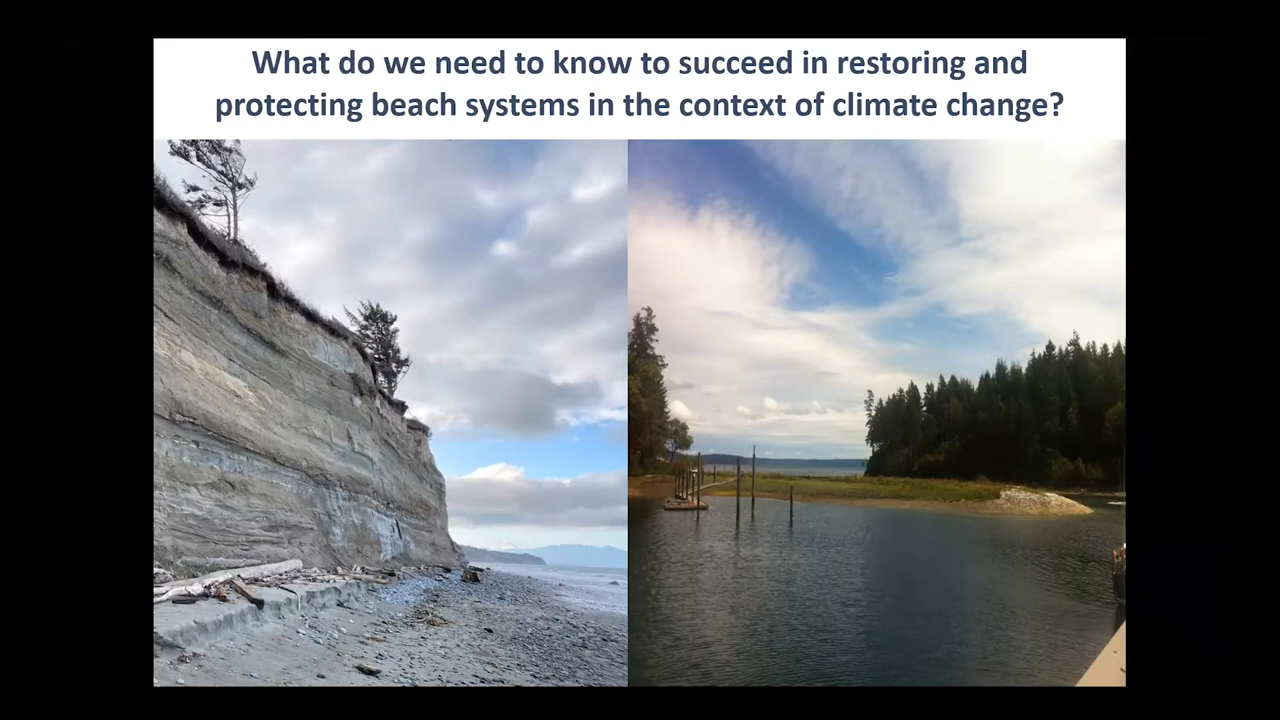 What do we need to know to succeed in restoring and
protecting beach systems in the context of climate change?